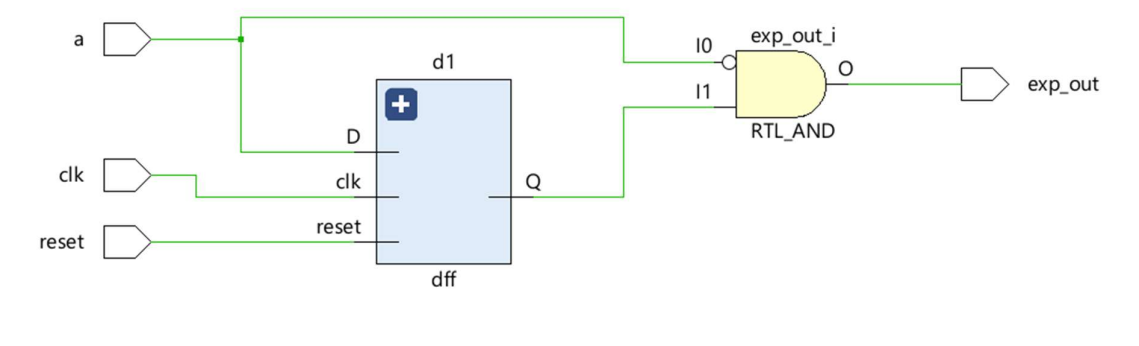 a
clk
reset
d1
D
clk
reset
Q
dff
I0
I1
exp_out_i
O
RTL_AND
exp_out